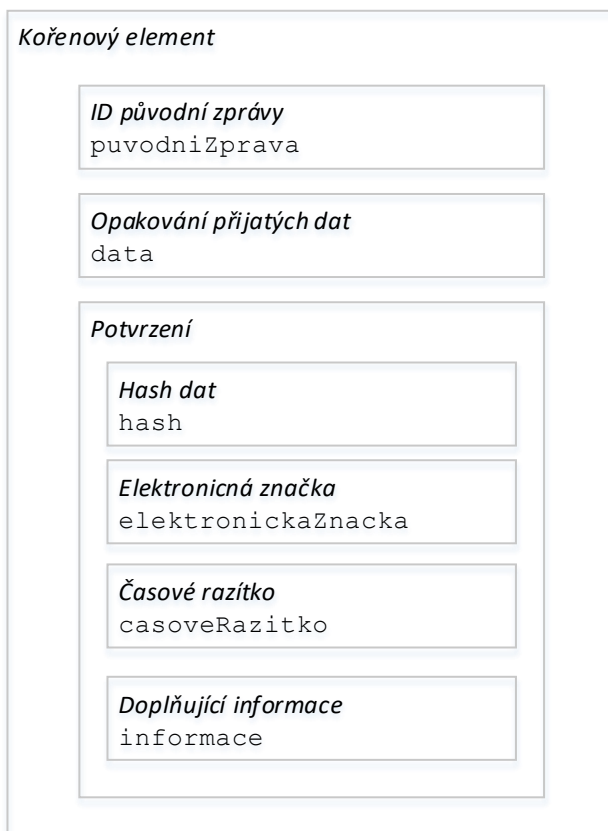 Kořenový element
ID původní zprávy
puvodniZprava
Opakování přijatých dat
data
Potvrzení
Hash dat
hash
Elektronicná značka
elektronickaZnacka
Časové razítko
casoveRazitko
Doplňující informace
informace